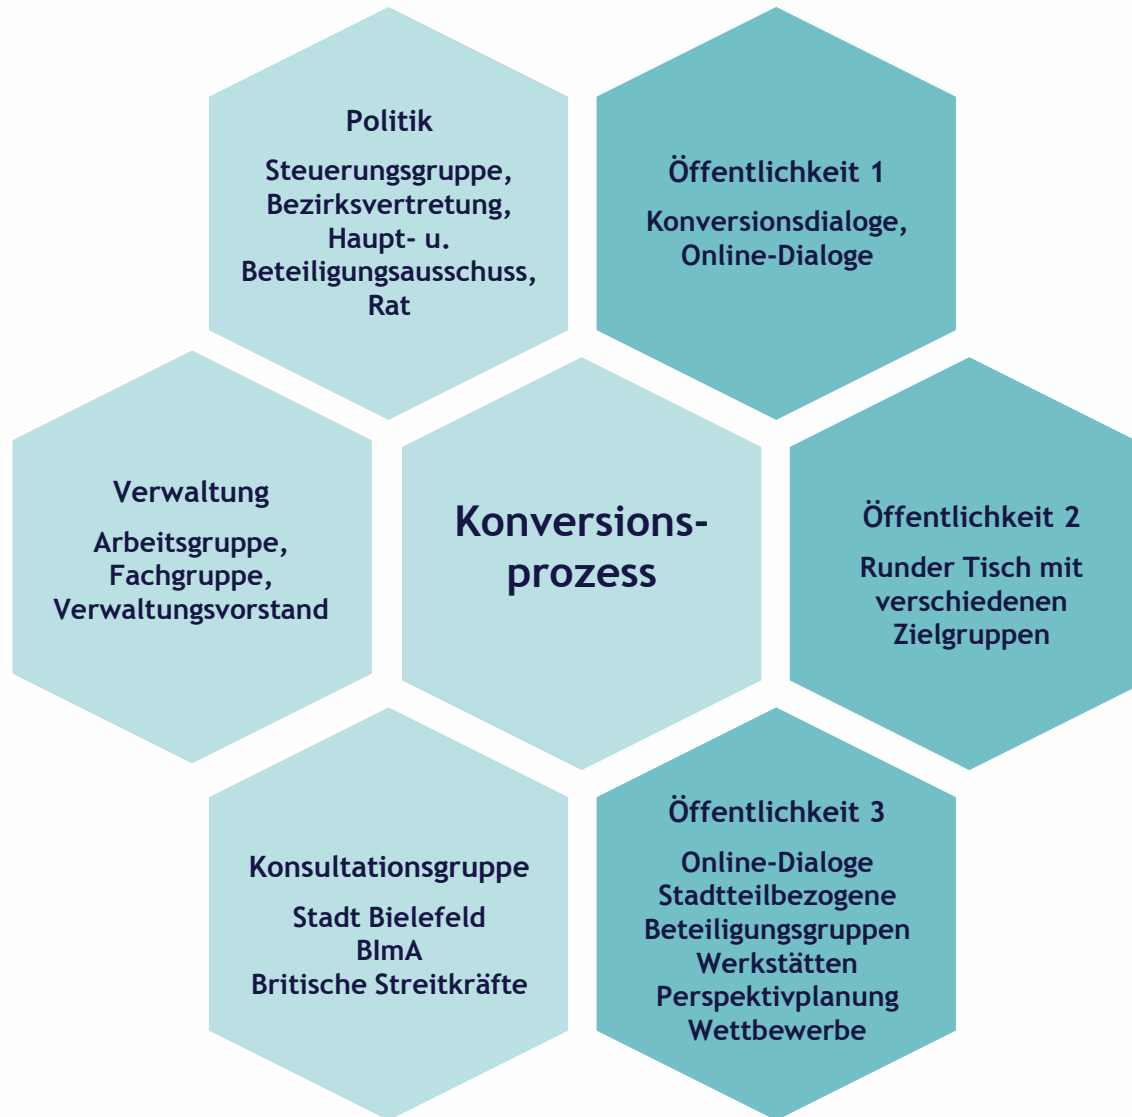 Politik
Steuerungsgruppe,
Bezirksvertretung,
Haupt- u.
Beteiligungsausschuss,
Rat
Öffentlichkeit 1
Konversionsdialoge,
Online-Dialoge
Verwaltung
Arbeitsgruppe,
Fachgruppe,
Verwaltungsvorstand
Konversions-
prozess
Öffentlichkeit 2
Runder Tisch mit
verschiedenen
Zielgruppen
Konsultationsgruppe
Stadt Bielefeld
BImA
Britische Streitkräfte
Öffentlichkeit 3
Online-Dialoge
Stadtteilbezogene
Beteiligungsgruppen
Werkstätten
Perspektivplanung
Wettbewerbe